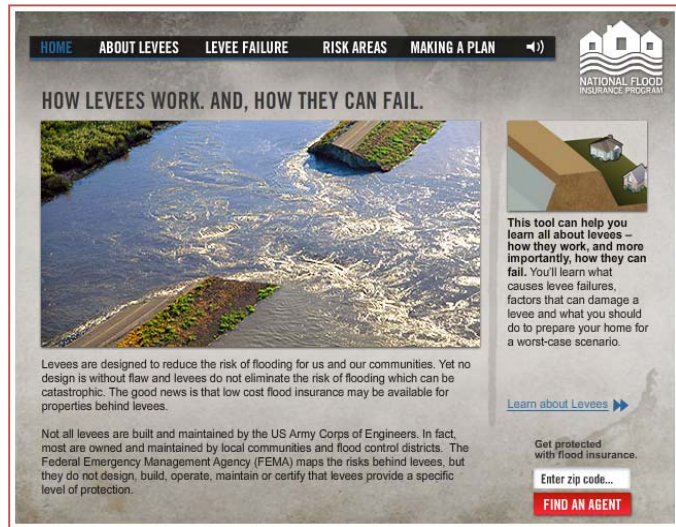 HOME ABOUT LEVEES LEVEE FAILURE RISK AREAS MAKING A PLAN
NATIONAL FLOOD
INSURANCE PROGRAM
HOW LEVEES WORK. AND, HOW THEY CAN FAIL.
Levees are designed to reduce the risk of flooding for us and our communities. Yet no
design is without flaw and levees do not eliminate the risk of flooding which can be
catastrophic. The good news is that low cost flood insurance may be available for
properties behind levees.
Not all levees are built and maintained by the US Army Corps of Engineers. In fact,
most are owned and maintained by local communities and flood control districts. The
Federal Emergency Management Agency (FEMA) maps the risks behind levees, but
they do not design, build, operate, maintain or certify that levees provide a specific
level of protection.
This tool can help you
learn all about levees –
how they work, and more
importantly, how they can
fail. You'll learn what
causes levee failures,
factors that can damage a
levee and what you should
do to prepare your home for
a worst-case scenario.
Learn about Levees
Get protected
with flood insurance.
Enter zip code...
FIND AN AGENT